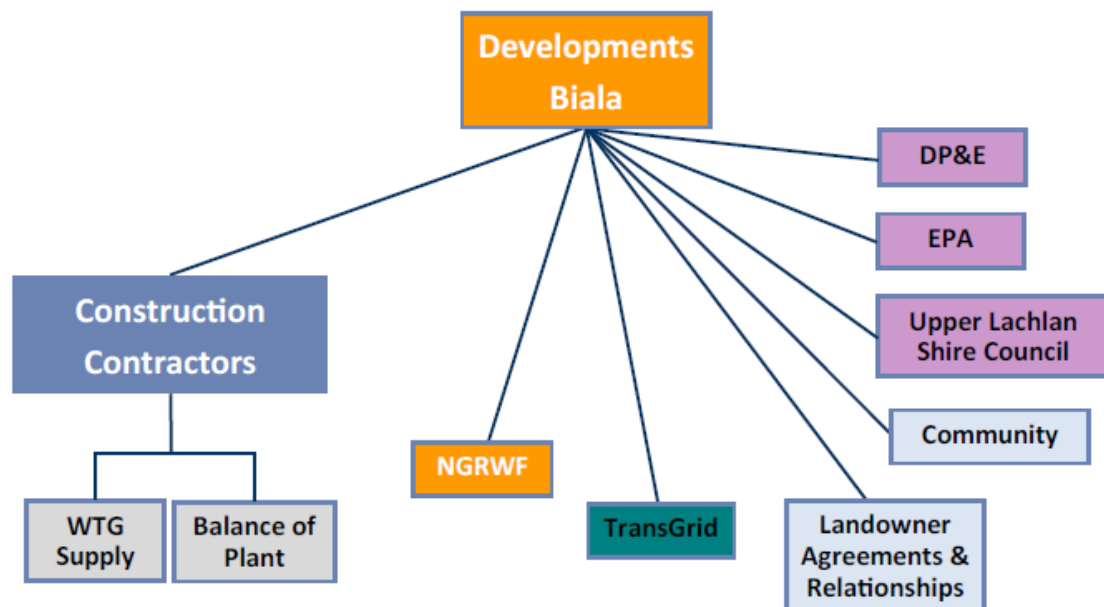 Developments
Biala
DP&E
EPA
Upper Lachlan
Shire Council
Construction
Contractors
Community
NGRWF
WTG
Supply
Balance of
Plant
TransGrid
Landowner
Agreements &
Relationships